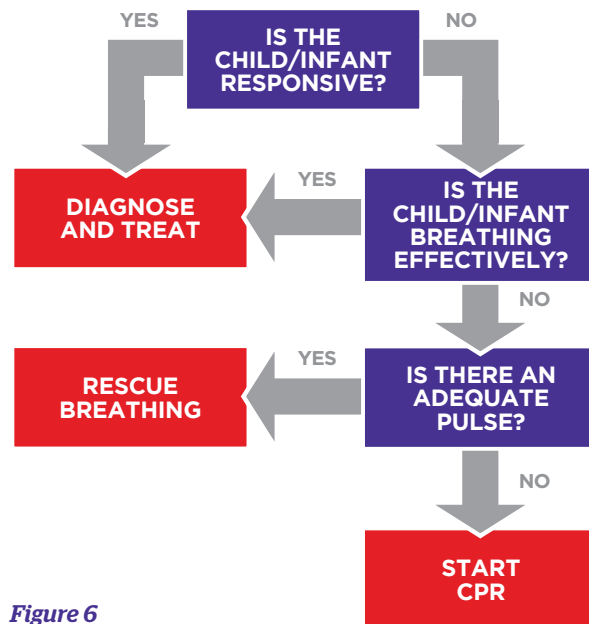 YES
IS THE
CHILD/INFANT
RESPONSIVE?
NO
DIAGNOSE
AND TREAT
YES
IS THE
CHILD/INFANT
BREATHING
EFFECTIVELY?
NO
RESCUE
BREATHING
YES
IS THERE AN
ADEQUATE
PULSE?
NO
START
CPR
Figure 6